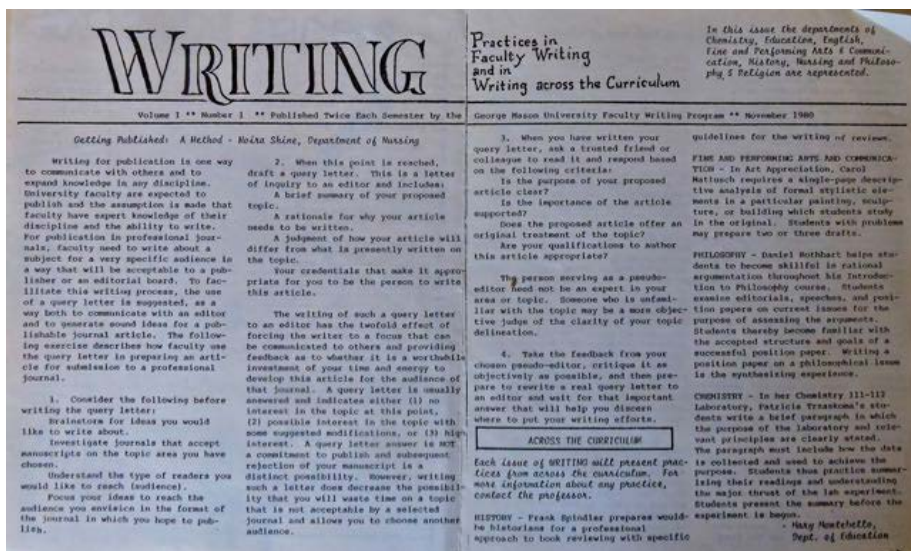 WRITING
Practices in
Faculty Writing
and in
Writing across the Curriculum
In this issue the departments of
Chemistry, Education, English,
Fine and Performing Arts & Communi-
cation, History, Nursing and Philoso-
phy & Religion are represented.
Volume I ** Number 1 ** Published Twice Each Semester by the George Mason University Faculty Writing Program ** November 1980
Getting Published: A Method - Noira Shine, Department of Nursing
Writing for publication is one way
to communicate with others and to
expand knowledge in any discipline.
University faculty are expected to
publish and the assumption is made that
faculty have expert knowledge of their
discipline and the ability to write.
For publication in professional jour-
nals, faculty need to write about a
subject for a very specific audience in
a way that will be acceptable to a pub-
lisher or an editorial board. To fac-
ilitate this writing process, the use
of a query letter is suggested, as a
way both to communicate with an editor
and to generate sound ideas for a pub-
lishable journal article. The follow-
ing exercise describes how faculty use
the query letter in preparing an arti-
cle for submission to a professional
journal.
1. Consider the following before
writing the query letter:
Brainstorm for ideas you would
like to write about.
Investigate journals that accept
manuscripts on the topic area you have
chosen.
Understand the type of readers you
would like to reach (audience).
Focus your ideas to reach the
audience you envision in the format of
the journal in which you hope to pub-
lish.
2. When this point is reached,
draft a query letter. This is a letter
of inquiry to an editor and includes:
A brief summary of your proposed
topic.
A rationale for why your article
needs to be written.
A judgment of how your article will
differ from what is presently written on
the topic.
Your credentials that make it appro-
priate for you to be the person to write
this article.
The writing of such a query letter
to an editor has the twofold effect of
forcing the writer to a focus that can
be communicated to others and providing
feedback as to whether it is a worthwhile
investment of your time and energy to
develop this article for the audience of
that journal. A query letter is usually
answered and indicates either (1) no
interest in the topic at this point,
(2) possible interest in the topic with
some suggested modifications, or (3) high
interest. A query letter answer is NOT
a commitment to publish and subsequent
rejection of your manuscript is a
distinct possibility. However, writing
such a letter does decrease the possibil-
ity that you will waste time on a topic
that is not acceptable by a selected
journal and allows you to choose another
audience.
3. When you have written your
query letter, ask a trusted friend or
colleague to read it and respond based
on the following criteria:
Is the purpose of your proposed
article clear?
Is the importance of the article
supported?
Does the proposed article offer an
original treatment of the topic?
Are your qualifications to author
this article appropriate?
The person serving as a pseudo-
editor need not be an expert in your
area or topic. Someone who is unfami-
liar with the topic may be a more objec-
tive judge of the clarity of your topic
delineation.
4. Take the feedback from your
chosen pseudo-editor, critique it as
objectively as possible, and then pre-
pare to rewrite a real query letter to
an editor and wait for that important
answer that will help you discern
where to put your writing efforts.
ACROSS THE CURRICULUM
Each issue of WRITING will present prac-
tices from across the curriculum. For
more information about any practice,
contact the professor.
HISTORY - Frank Spindler prepares would-
be historians for a professional
approach to book reviewing with specific
guidelines for the writing of reviews.
FINE AND PERFORMING ARTS AND COMMUNICA-
TION - In Art Appreciation, Carol
Mattusch requires a single-page descrip-
tive analysis of formal stylistic ele-
ments in a particular painting, sculp-
ture, or building which students study
in the original. Students with problems
may prepare two or three drafts.
PHILOSOPHY - Daniel Rothbart helps stu-
dents to become skillful in rational
argumentation throughout his Introduc-
tion to Philosophy course. Students
examine editorials, speeches, and posi-
tion papers on current issues for the
purpose of assessing the arguments.
Students thereby become familiar with
the accepted structure and goals of a
successful position paper. Writing a
position paper on a philosophical issue
is the synthesizing experience.
CHEMISTRY - In her Chemistry 111-112
Laboratory, Patricia Trzaskoma's stu-
dents write a brief paragraph in which
the purpose of the laboratory and rele-
vant principles are clearly stated.
The paragraph must include how the data
is collected and used to achieve the
purpose. Students thus practice summar-
izing their readings and understanding
the major thrust of the lab experiment.
Students present the summary before the
experiment is begun.
- Mary
Dept. of Education